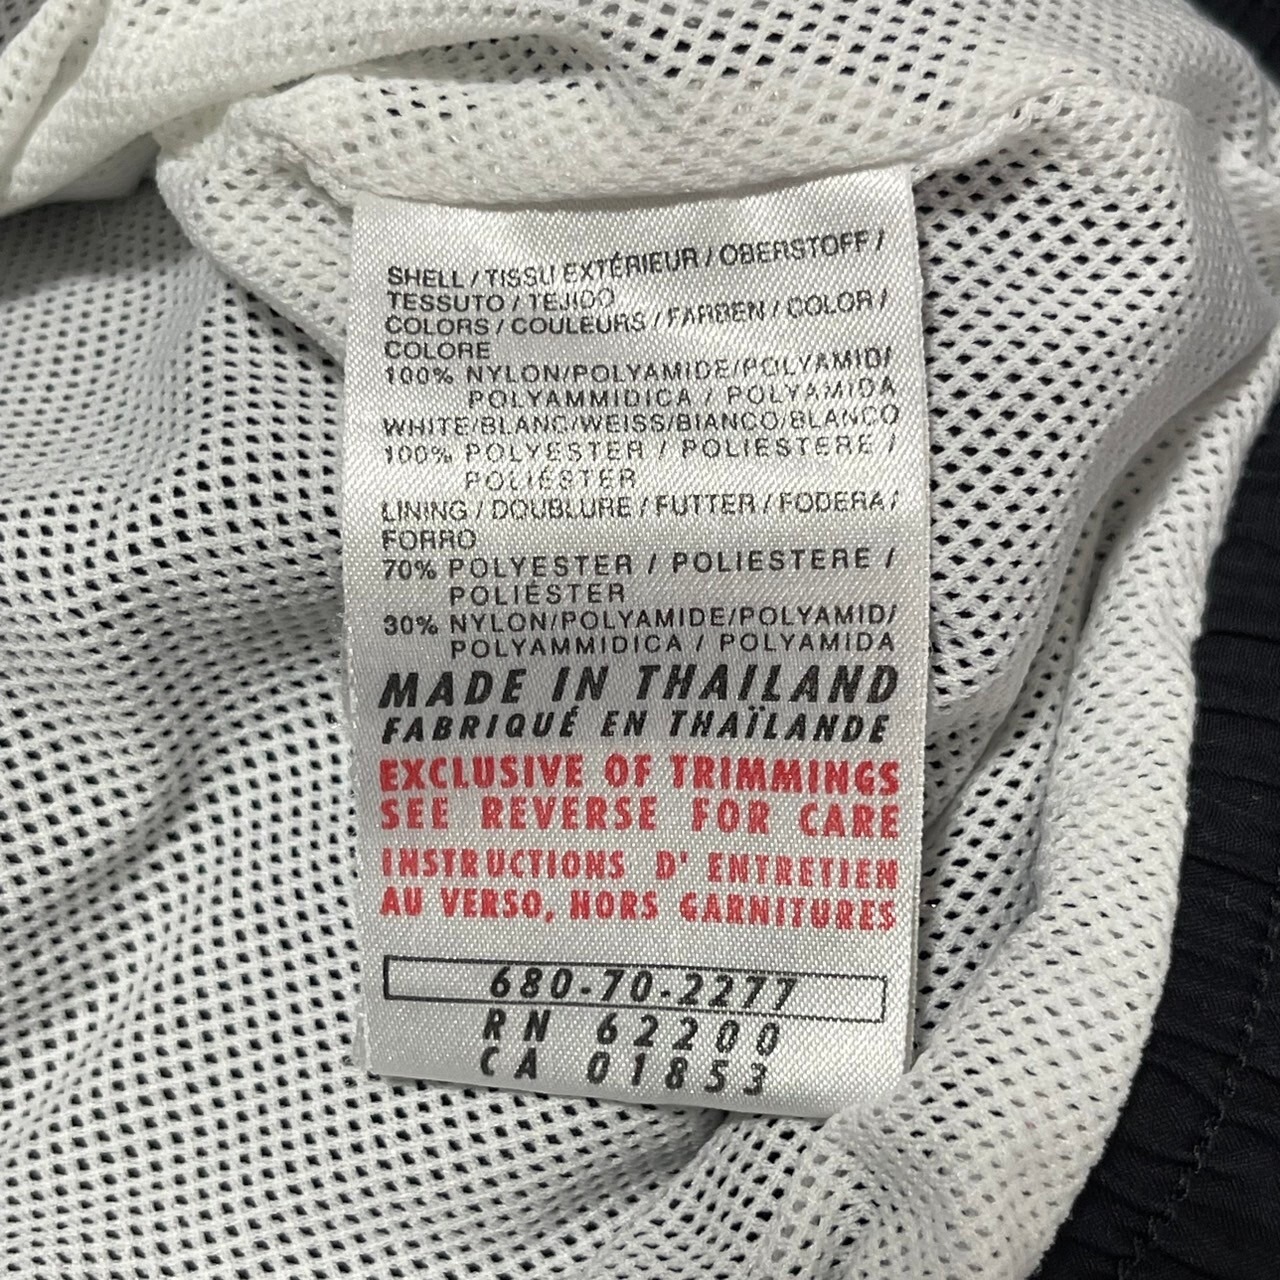 SHELL / TISSU EXTÉRIEUR / OBERSTOFF /
TESSUTO / TEJIDO
COLORS / COULEURS / FARBEN / COLOR /
COLORE
100% NYLON/POLYAMIDE/POLYAMID/
POLYAMMIDICA / POLYAMIDA
WHITE/BLANC/WEISS/BIANCO/BLANCO
100% POLYESTER / POLIESTERE /
POLIÉSTER
LINING / DOUBLURE / FUTTER / FODERA /
FORRO
70% POLYESTER / POLIESTERE /
POLIÉSTER
30% NYLON/POLYAMIDE/POLYAMID/
POLYAMMIDICA / POLYAMIDA
MADE IN THAILAND
FABRIQUÉ EN THAÏLANDE
EXCLUSIVE OF TRIMMINGS
SEE REVERSE FOR CARE
INSTRUCTIONS D' ENTRETIEN
AU VERSO, HORS GARNITURES
680-70-2277
RN 62200
CA 01853